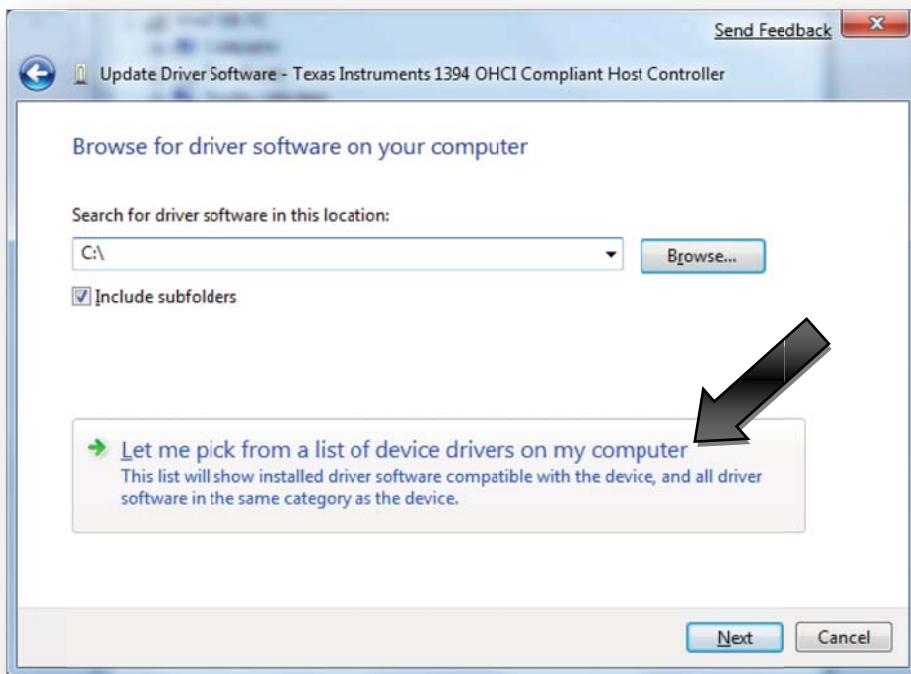 Send Feedback
Update Driver Software - Texas Instruments 1394 OHCI Compliant Host Controller
Browse for driver software on your computer
Search for driver software in this location:
C:\
Browse...
Include subfolders
Let me pick from a list of device drivers on my computer
This list will show installed driver software compatible with the device, and all driver
software in the same category as the device.
Next
Cancel